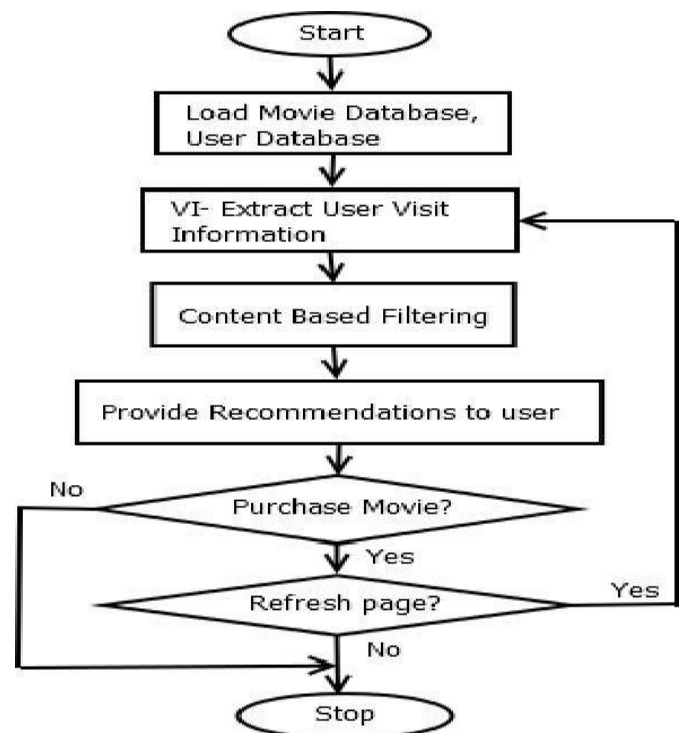 Start
Load Movie Database,
User Database
VI- Extract User Visit
Information
Content Based Filtering
Provide Recommendations to user
No
Purchase Movie?
Yes
Refresh page?
Yes
No
Stop